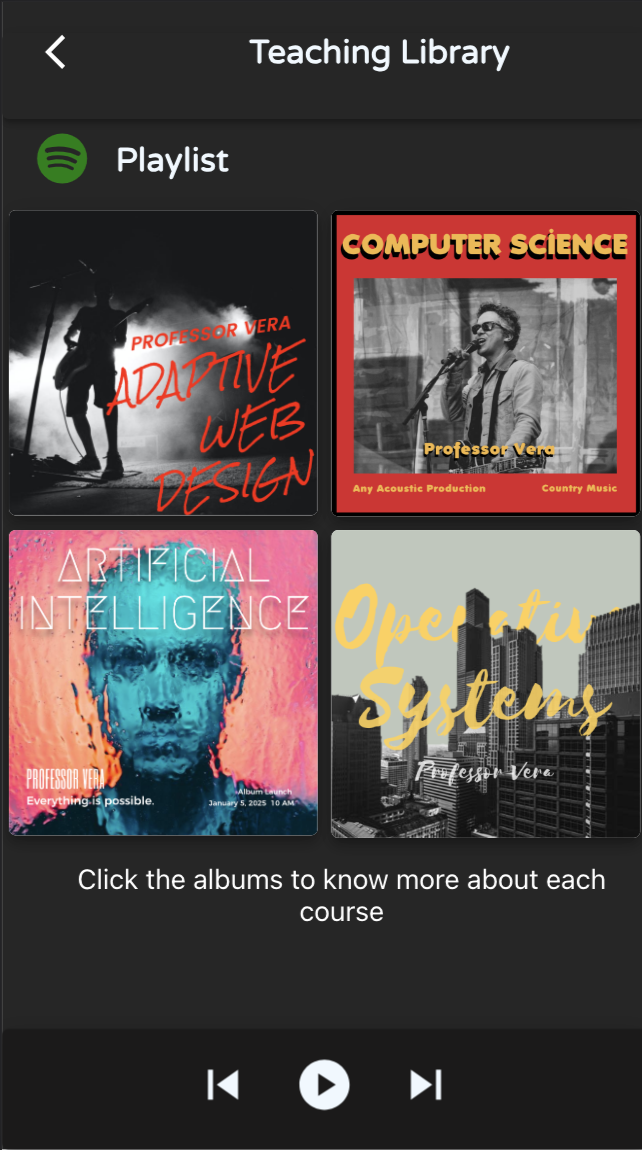 Teaching Library
Playlist
PROFESSOR VERA
ADAPTIVE
WEB
DESIGN
COMPUTER SCIENCE
Professor Vera
Any Acoustic Production Country Music
ARTIFICIAL
INTELLIGENCE
PROFESSOR VERA
Everything is possible.
Album Launch
January 5, 2025 10 AM
Operativ
Systems
Professor Vera
Click the albums to know more about each
course